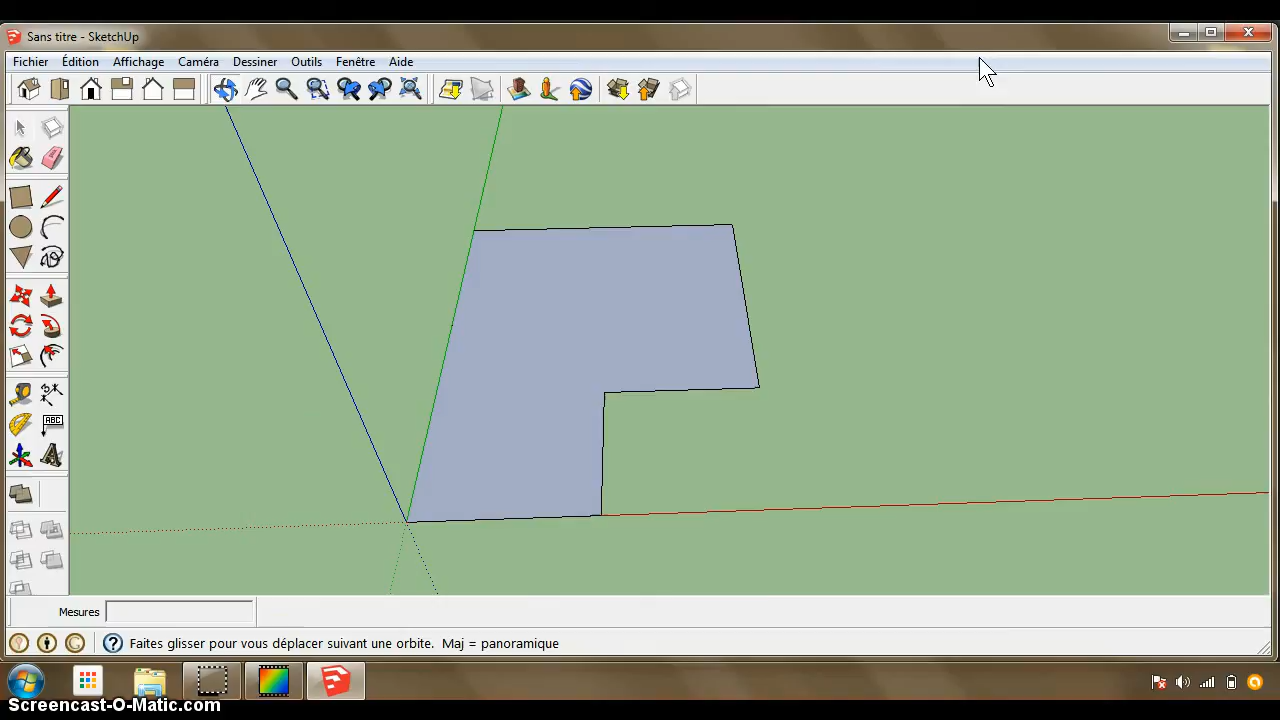 Sans titre - SketchUp
Fichier Édition Affichage Caméra Dessiner Outils Fenêtre Aide
ABC
Mesures
Faites glisser pour vous déplacer suivant une orbite. Maj = panoramique
Screencast-O-Matic.com